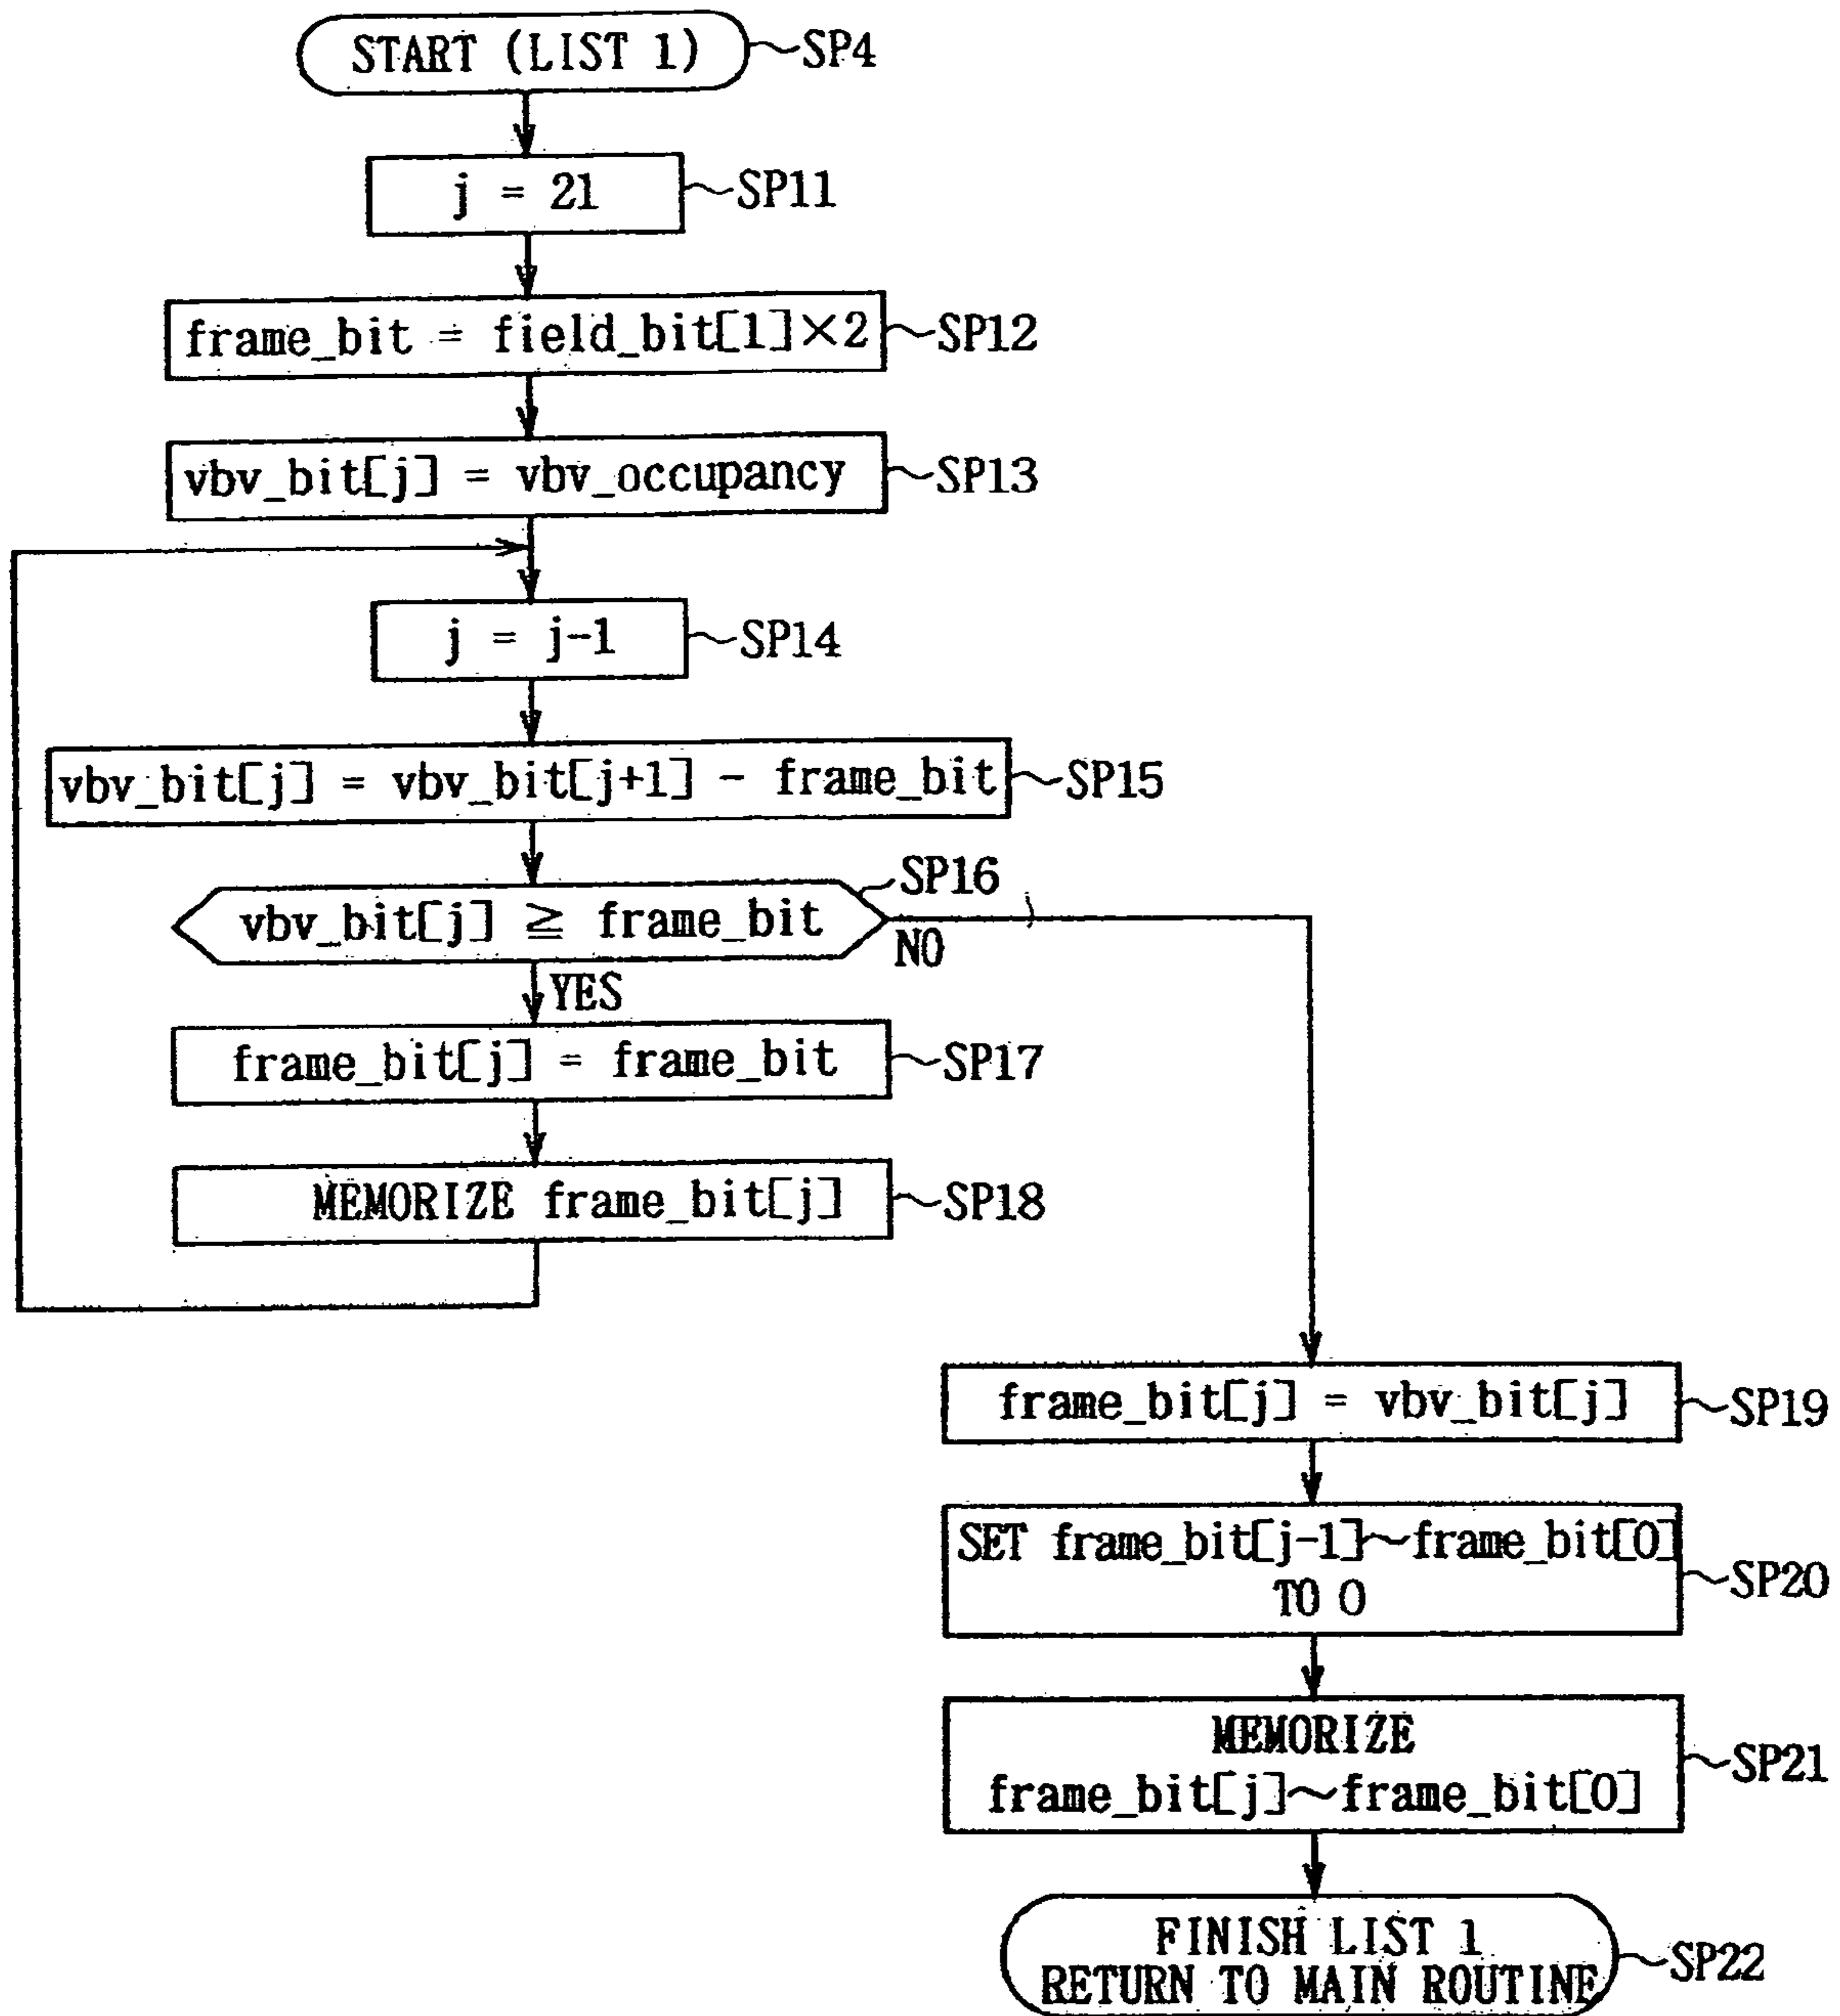 START (LIST 1)
SP4
j = 21
SP11
frame_bit = field_bit[1]×2
SP12
vbv_bit[j] = vbv_occupancy
SP13
j = j-1
SP14
vbv_bit[j] = vbv_bit[j+1] - frame_bit
SP15
SP16
vbv_bit[j] ≧ frame_bit
NO
YES
frame_bit[j] = frame_bit
SP17
MEMORIZE frame_bit[j]
SP18
frame_bit[j] = vbv_bit[j]
SP19
SET frame_bit[j-1]~frame_bit[0]
TO 0
SP20
MEMORIZE
frame_bit[j]~frame_bit[0]
SP21
FINISH LIST 1
RETURN TO MAIN ROUTINE
SP22